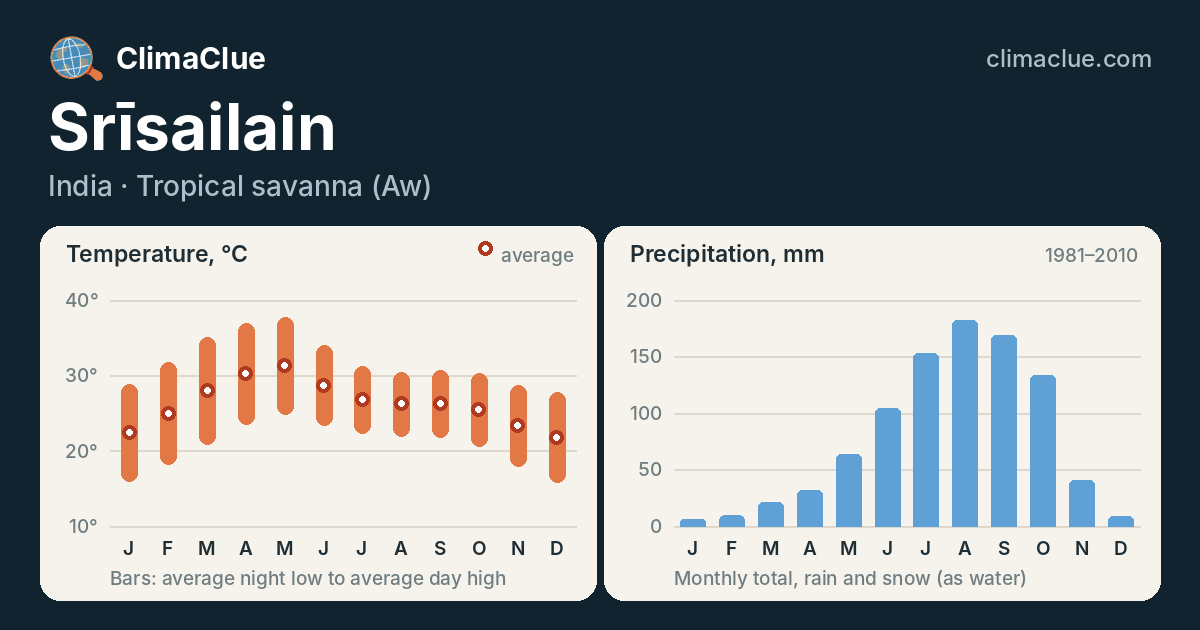 ClimaClue
climaclue.com
Srīsailain
India · Tropical savanna (Aw)
Temperature, °C
average
40°
30°
20°
10°
J F M A M J J A S O N D
Bars: average night low to average day high
Precipitation, mm
1981–2010
200
150
100
50
0
J F M A M J J A S O N D
Monthly total, rain and snow (as water)